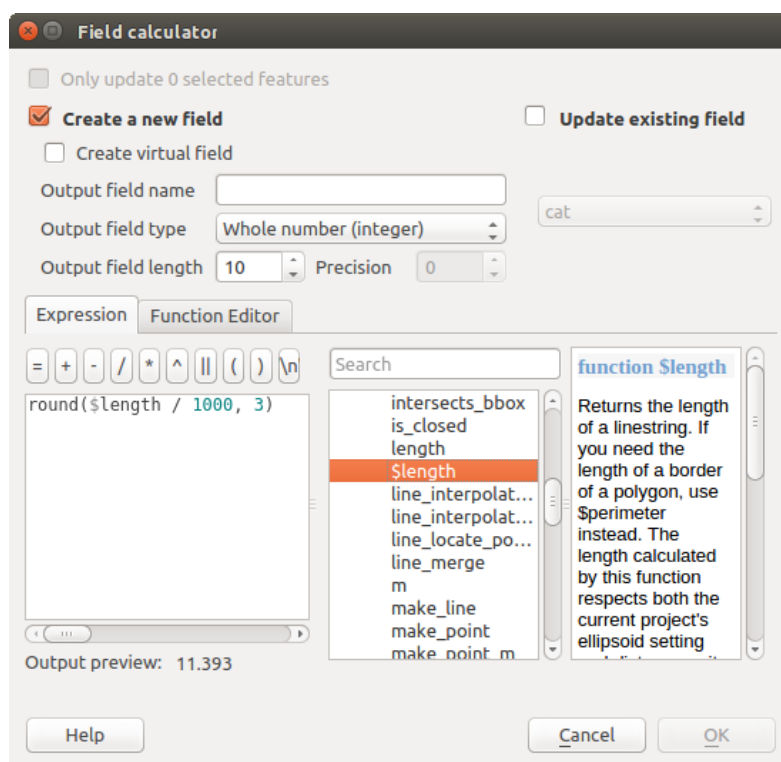 Field calculator
Only update 0 selected features
Create a new field
Update existing field
Create virtual field
Output field name
cat
Output field type Whole number (integer)
Output field length 10 Precision 0
Expression Function Editor
= + - / * ^ || ( ) \n'
Search
round($length / 1000, 3)
intersects_bbox
is_closed
length
$length
line_interpolat...
line_interpolat...
line_locate_po...
line_merge
m
make_line
make_point
make_point_m
function $length
Returns the length
of a linestring. If
you need the
length of a border
of a polygon, use
$perimeter
instead. The
length calculated
by this function
respects both the
current project's
ellipsoid setting
Output preview: 11.393
Help Cancel OK